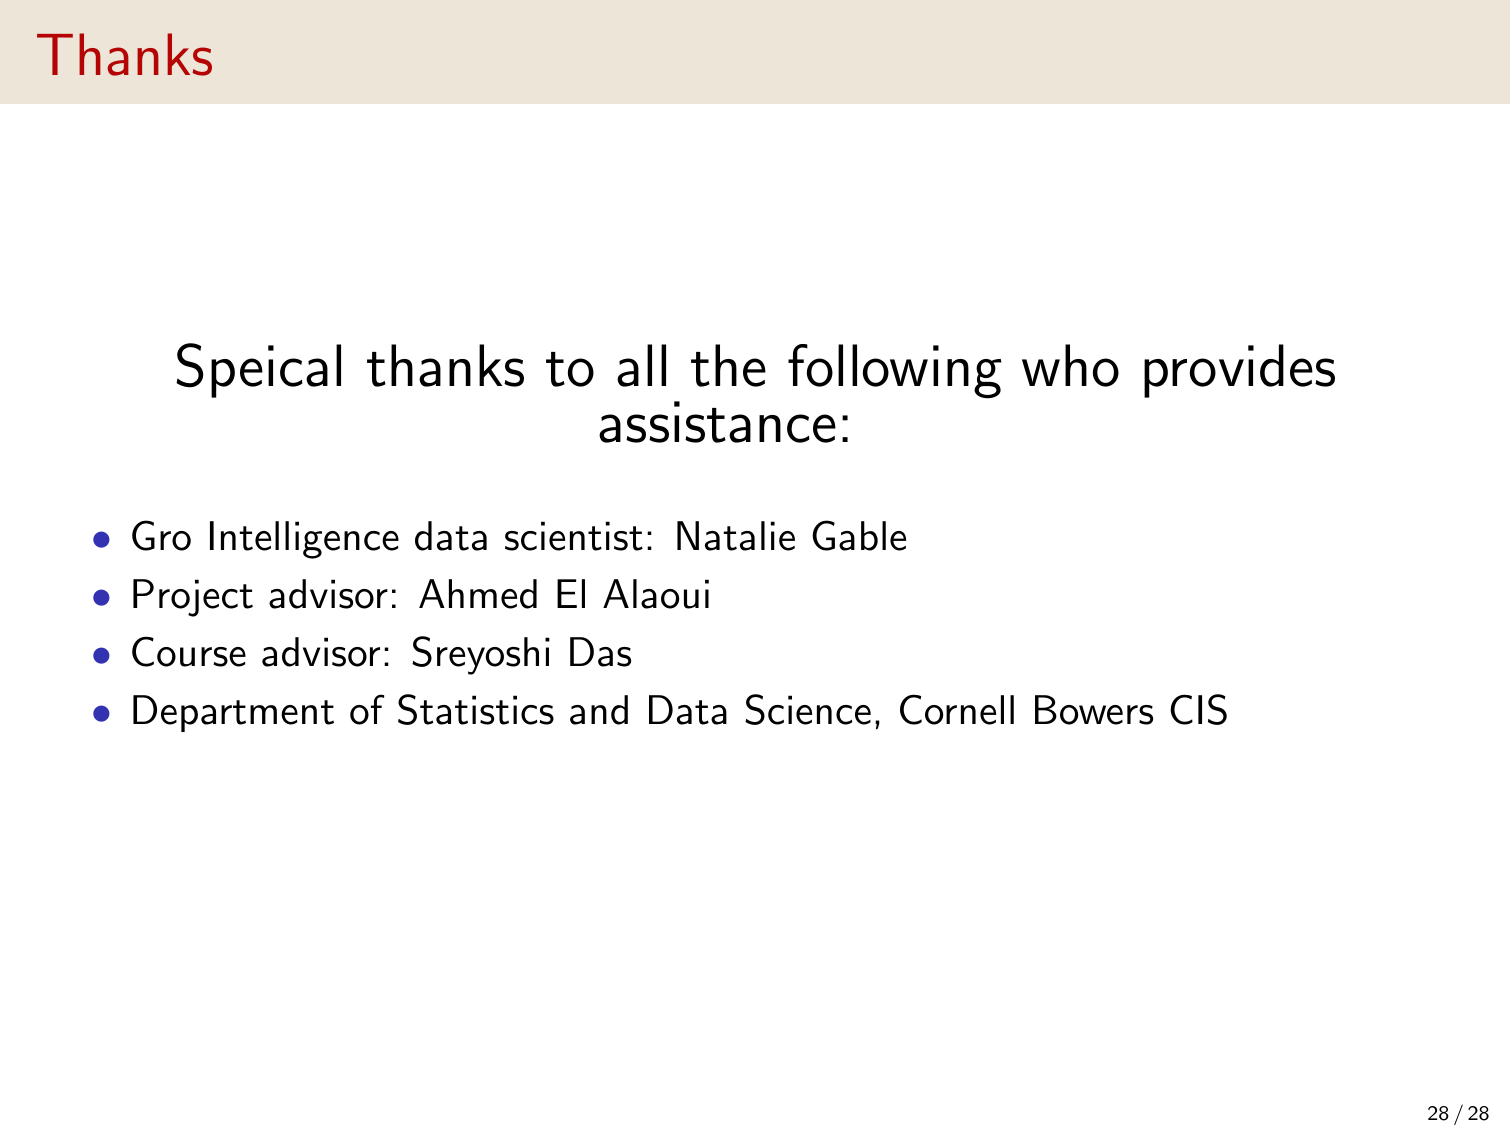 Thanks
Speical thanks to all the following who provides
assistance:
• Gro Intelligence data scientist: Natalie Gable
• Project advisor: Ahmed El Alaoui
• Course advisor: Sreyoshi Das
• Department of Statistics and Data Science, Cornell Bowers CIS
28 / 28